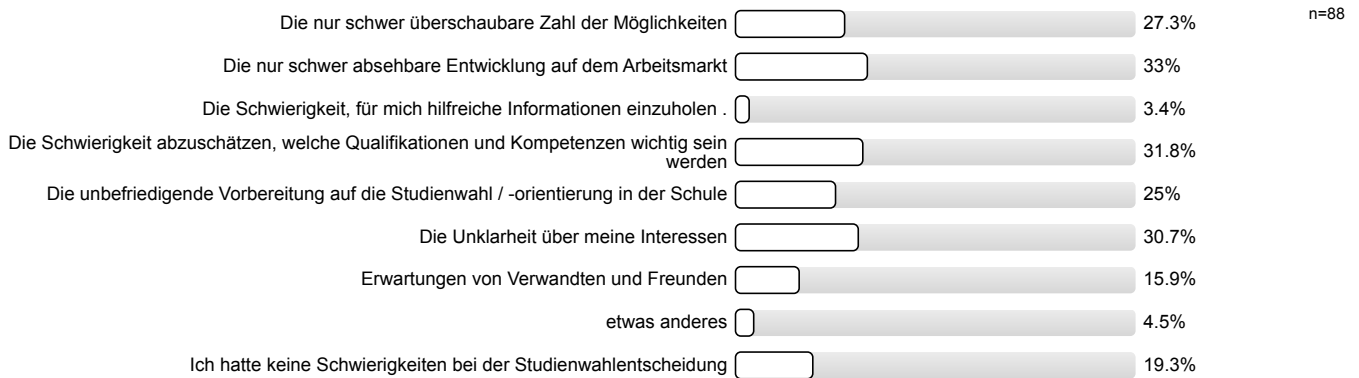 Die nur schwer überschaubare Zahl der Möglichkeiten 27.3% n=88
Die nur schwer absehbare Entwicklung auf dem Arbeitsmarkt 33%
Die Schwierigkeit, für mich hilfreiche Informationen einzuholen . 3.4%
Die Schwierigkeit abzuschätzen, welche Qualifikationen und Kompetenzen wichtig sein
werden 31.8%
Die unbefriedigende Vorbereitung auf die Studienwahl / -orientierung in der Schule 25%
Die Unklarheit über meine Interessen 30.7%
Erwartungen von Verwandten und Freunden 15.9%
etwas anderes 4.5%
Ich hatte keine Schwierigkeiten bei der Studienwahlentscheidung 19.3%